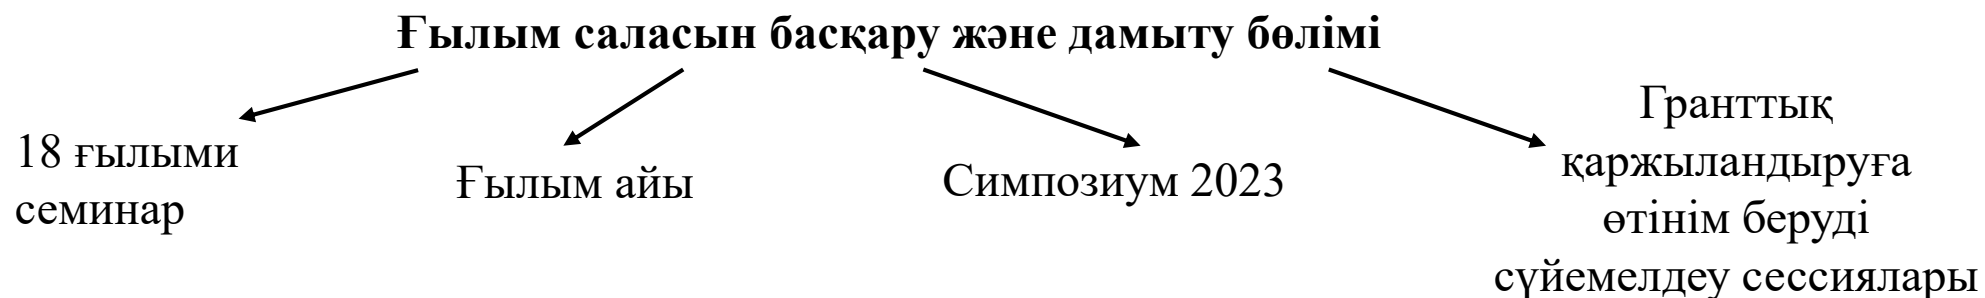 Ғылым саласын басқару және дамыту бөлімі
18 ғылыми
семинар
Ғылым айы
Симпозиум 2023
Гранттық
қаржыландыруға
өтінім беруді
сүйемелдеу сессиялары